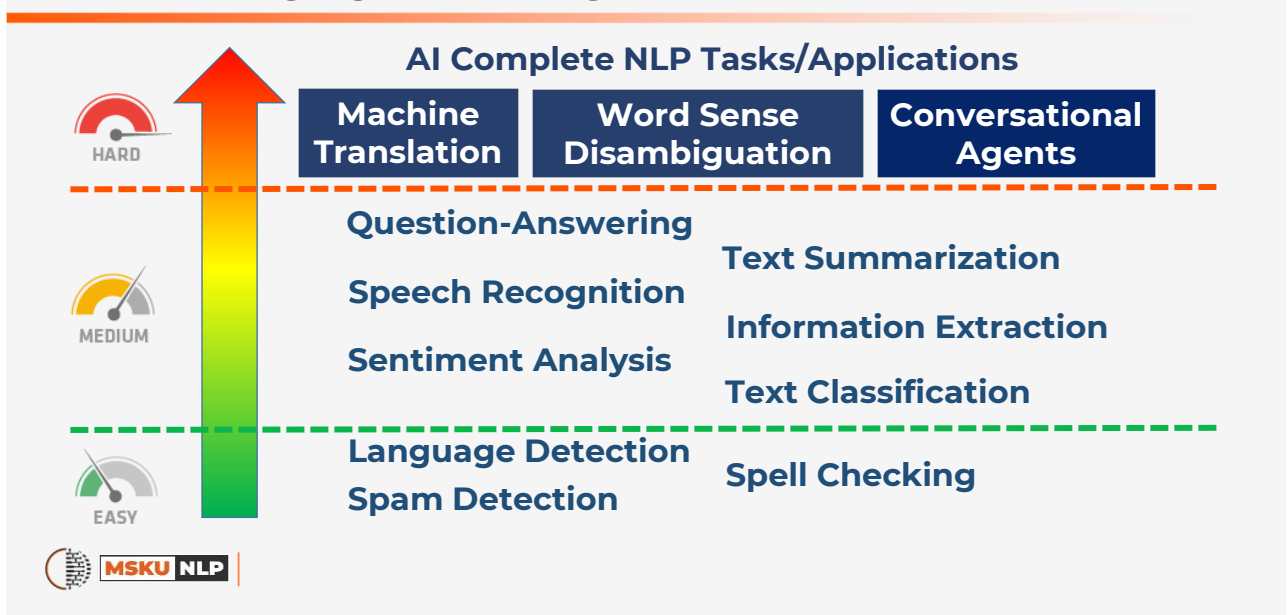 AI Complete NLP Tasks/Applications
Machine
Translation
Word Sense
Disambiguation
Conversational
Agents
HARD
Question-Answering
Text Summarization
Speech Recognition
Information Extraction
MEDIUM
Sentiment Analysis
Text Classification
Language Detection
Spell Checking
Spam Detection
EASY
MSKU NLP